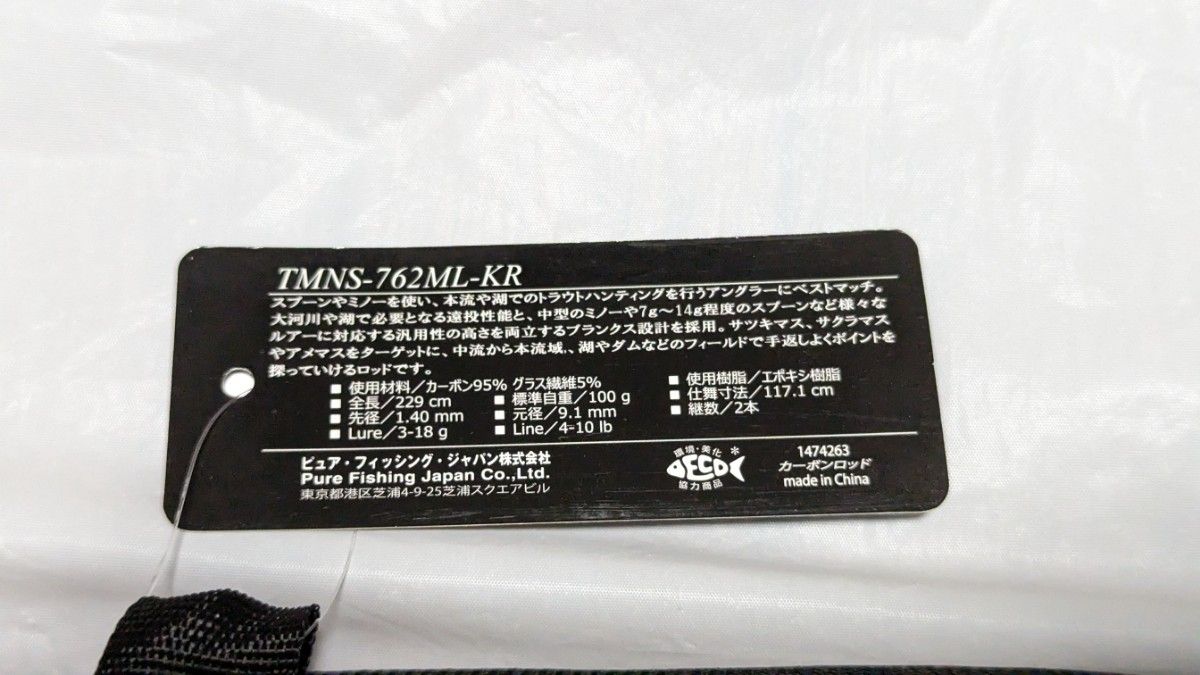 TMNS-762ML-KR
スプーンやミノーを使い、本流や湖でのトラウトハンティングを行うアングラーにベストマッチ。
大河川や湖で必要となる遠投性能と、中型のミノーや7g～14g程度のスプーンなど様々な
ルアーに対応する汎用性の高さを両立するブランクス設計を採用。サツキマス、サクラマス
やアメマスをターゲットに、中流から本流域、、湖やダムなどのフィールドで手返しよくポイントを
探っていけるロッドです。
■ 使用材料／カーボン95% グラス繊維5% ■ 使用樹脂／エポキシ樹脂
■ 全長／229 cm ■ 標準自重／100 g ■ 仕舞寸法／117.1 cm
■ 先径／1.40 mm ■ 元径／9.1 mm ■ 継数／2本
■ Lure／3-18 g ■ Line／4-10 lb
ピュア・フィッシング・ジャパン株式会社
Pure Fishing Japan Co.,Ltd.
東京都港区芝浦4-9-25芝浦スクエアビル
環境・美化
ECO
協力商品
1474263
カーボンロッド
made in China